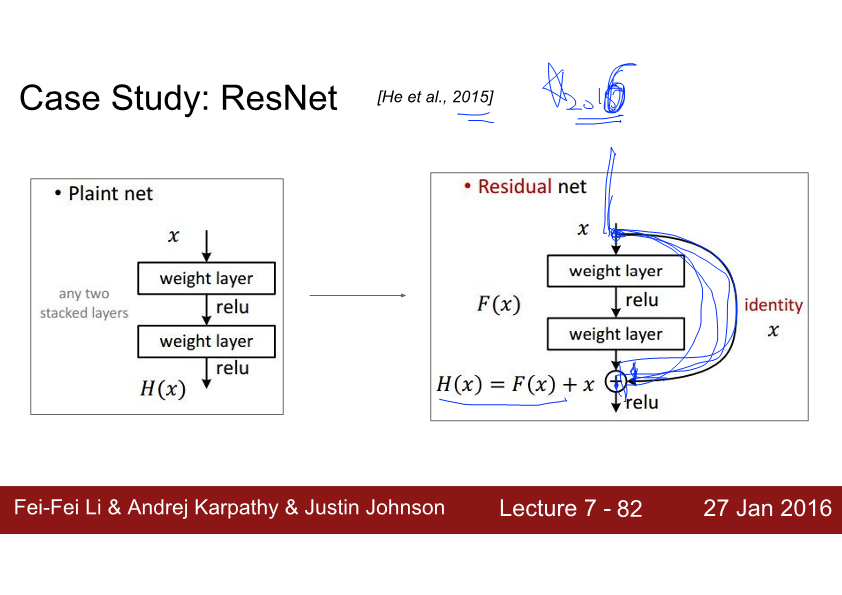 Case Study: ResNet
[He et al., 2015]
• Plaint net
x
weight layer
any two
stacked layers
relu
weight layer
relu
H(x)
• Residual net
x
weight layer
F(x)
relu
identity
x
weight layer
H(x) = F(x) + x
relu
Fei-Fei Li & Andrej Karpathy & Justin Johnson
Lecture 7 - 82
27 Jan 2016